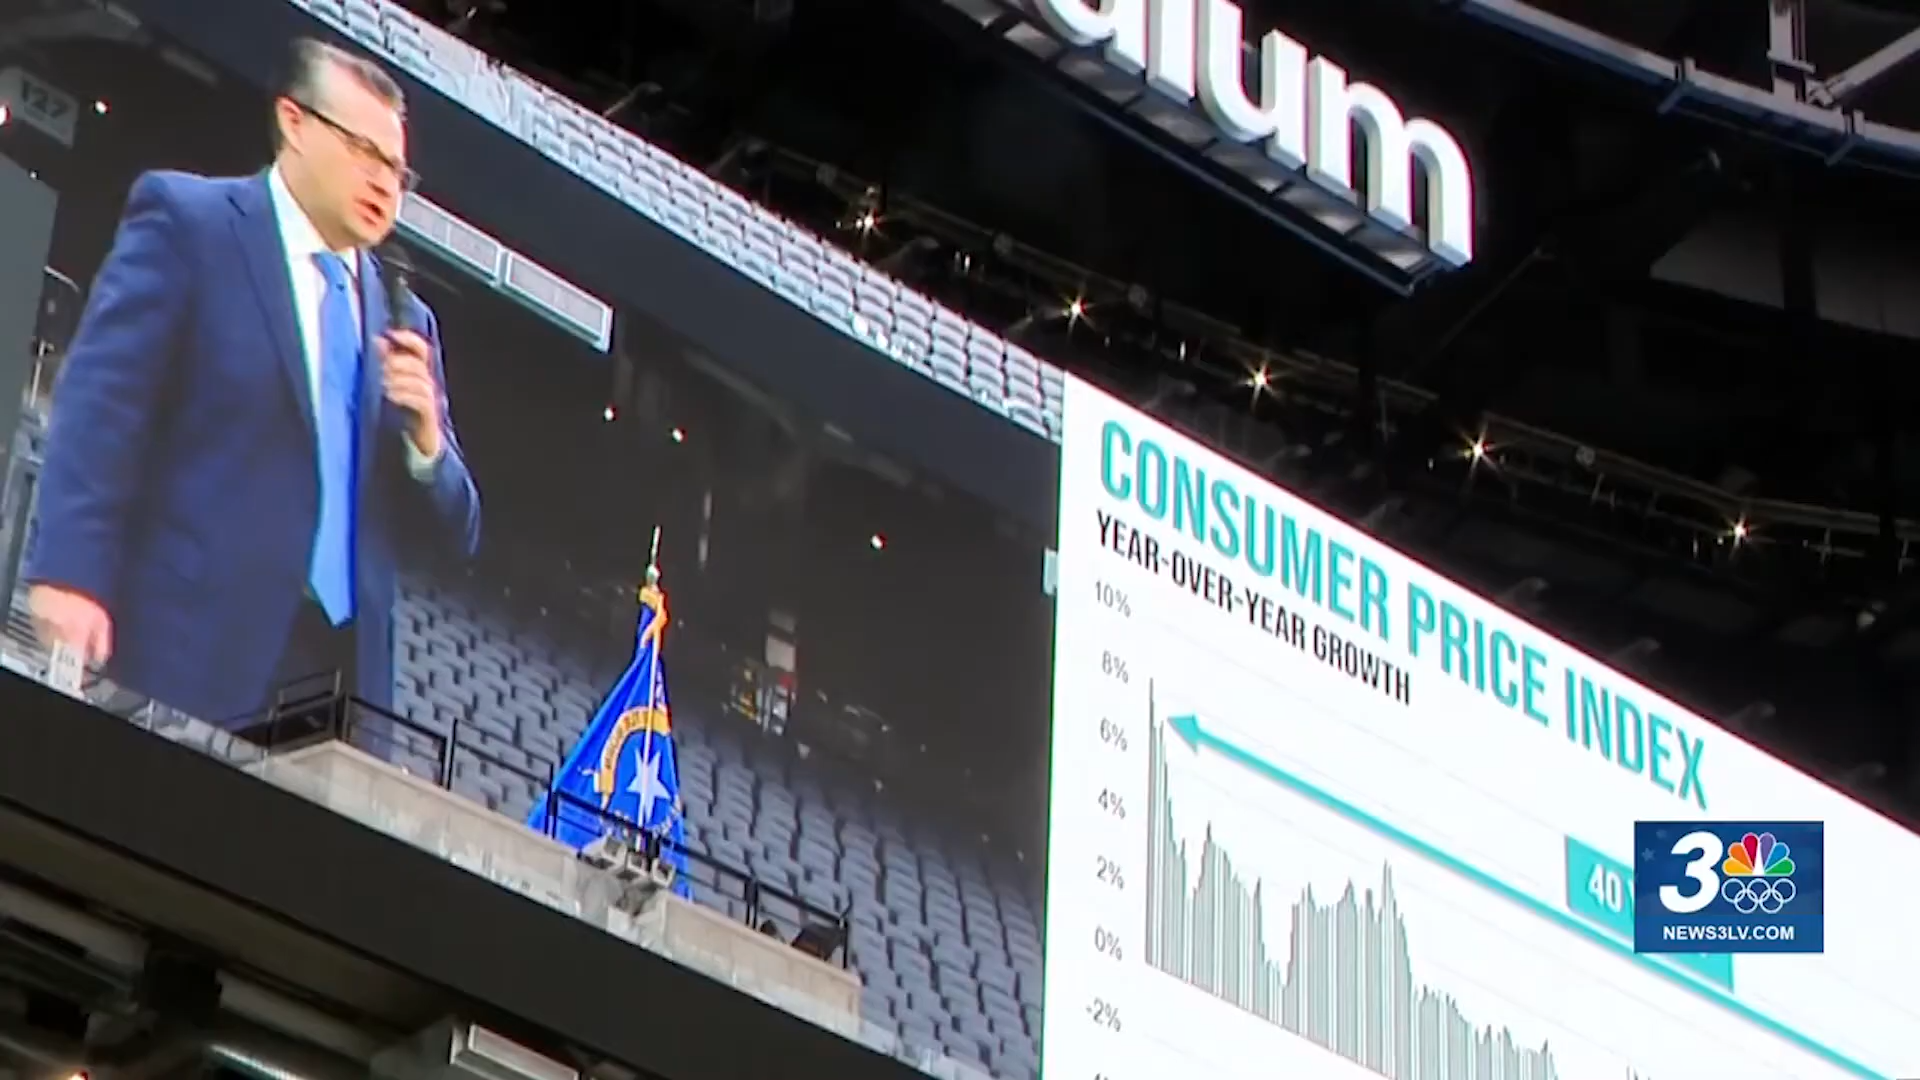 127
ium
CONSUMER PRICE INDEX
YEAR-OVER-YEAR GROWTH
10%
8%
6%
4%
2%
0%
-2%
40
3
NEWS3LV.COM